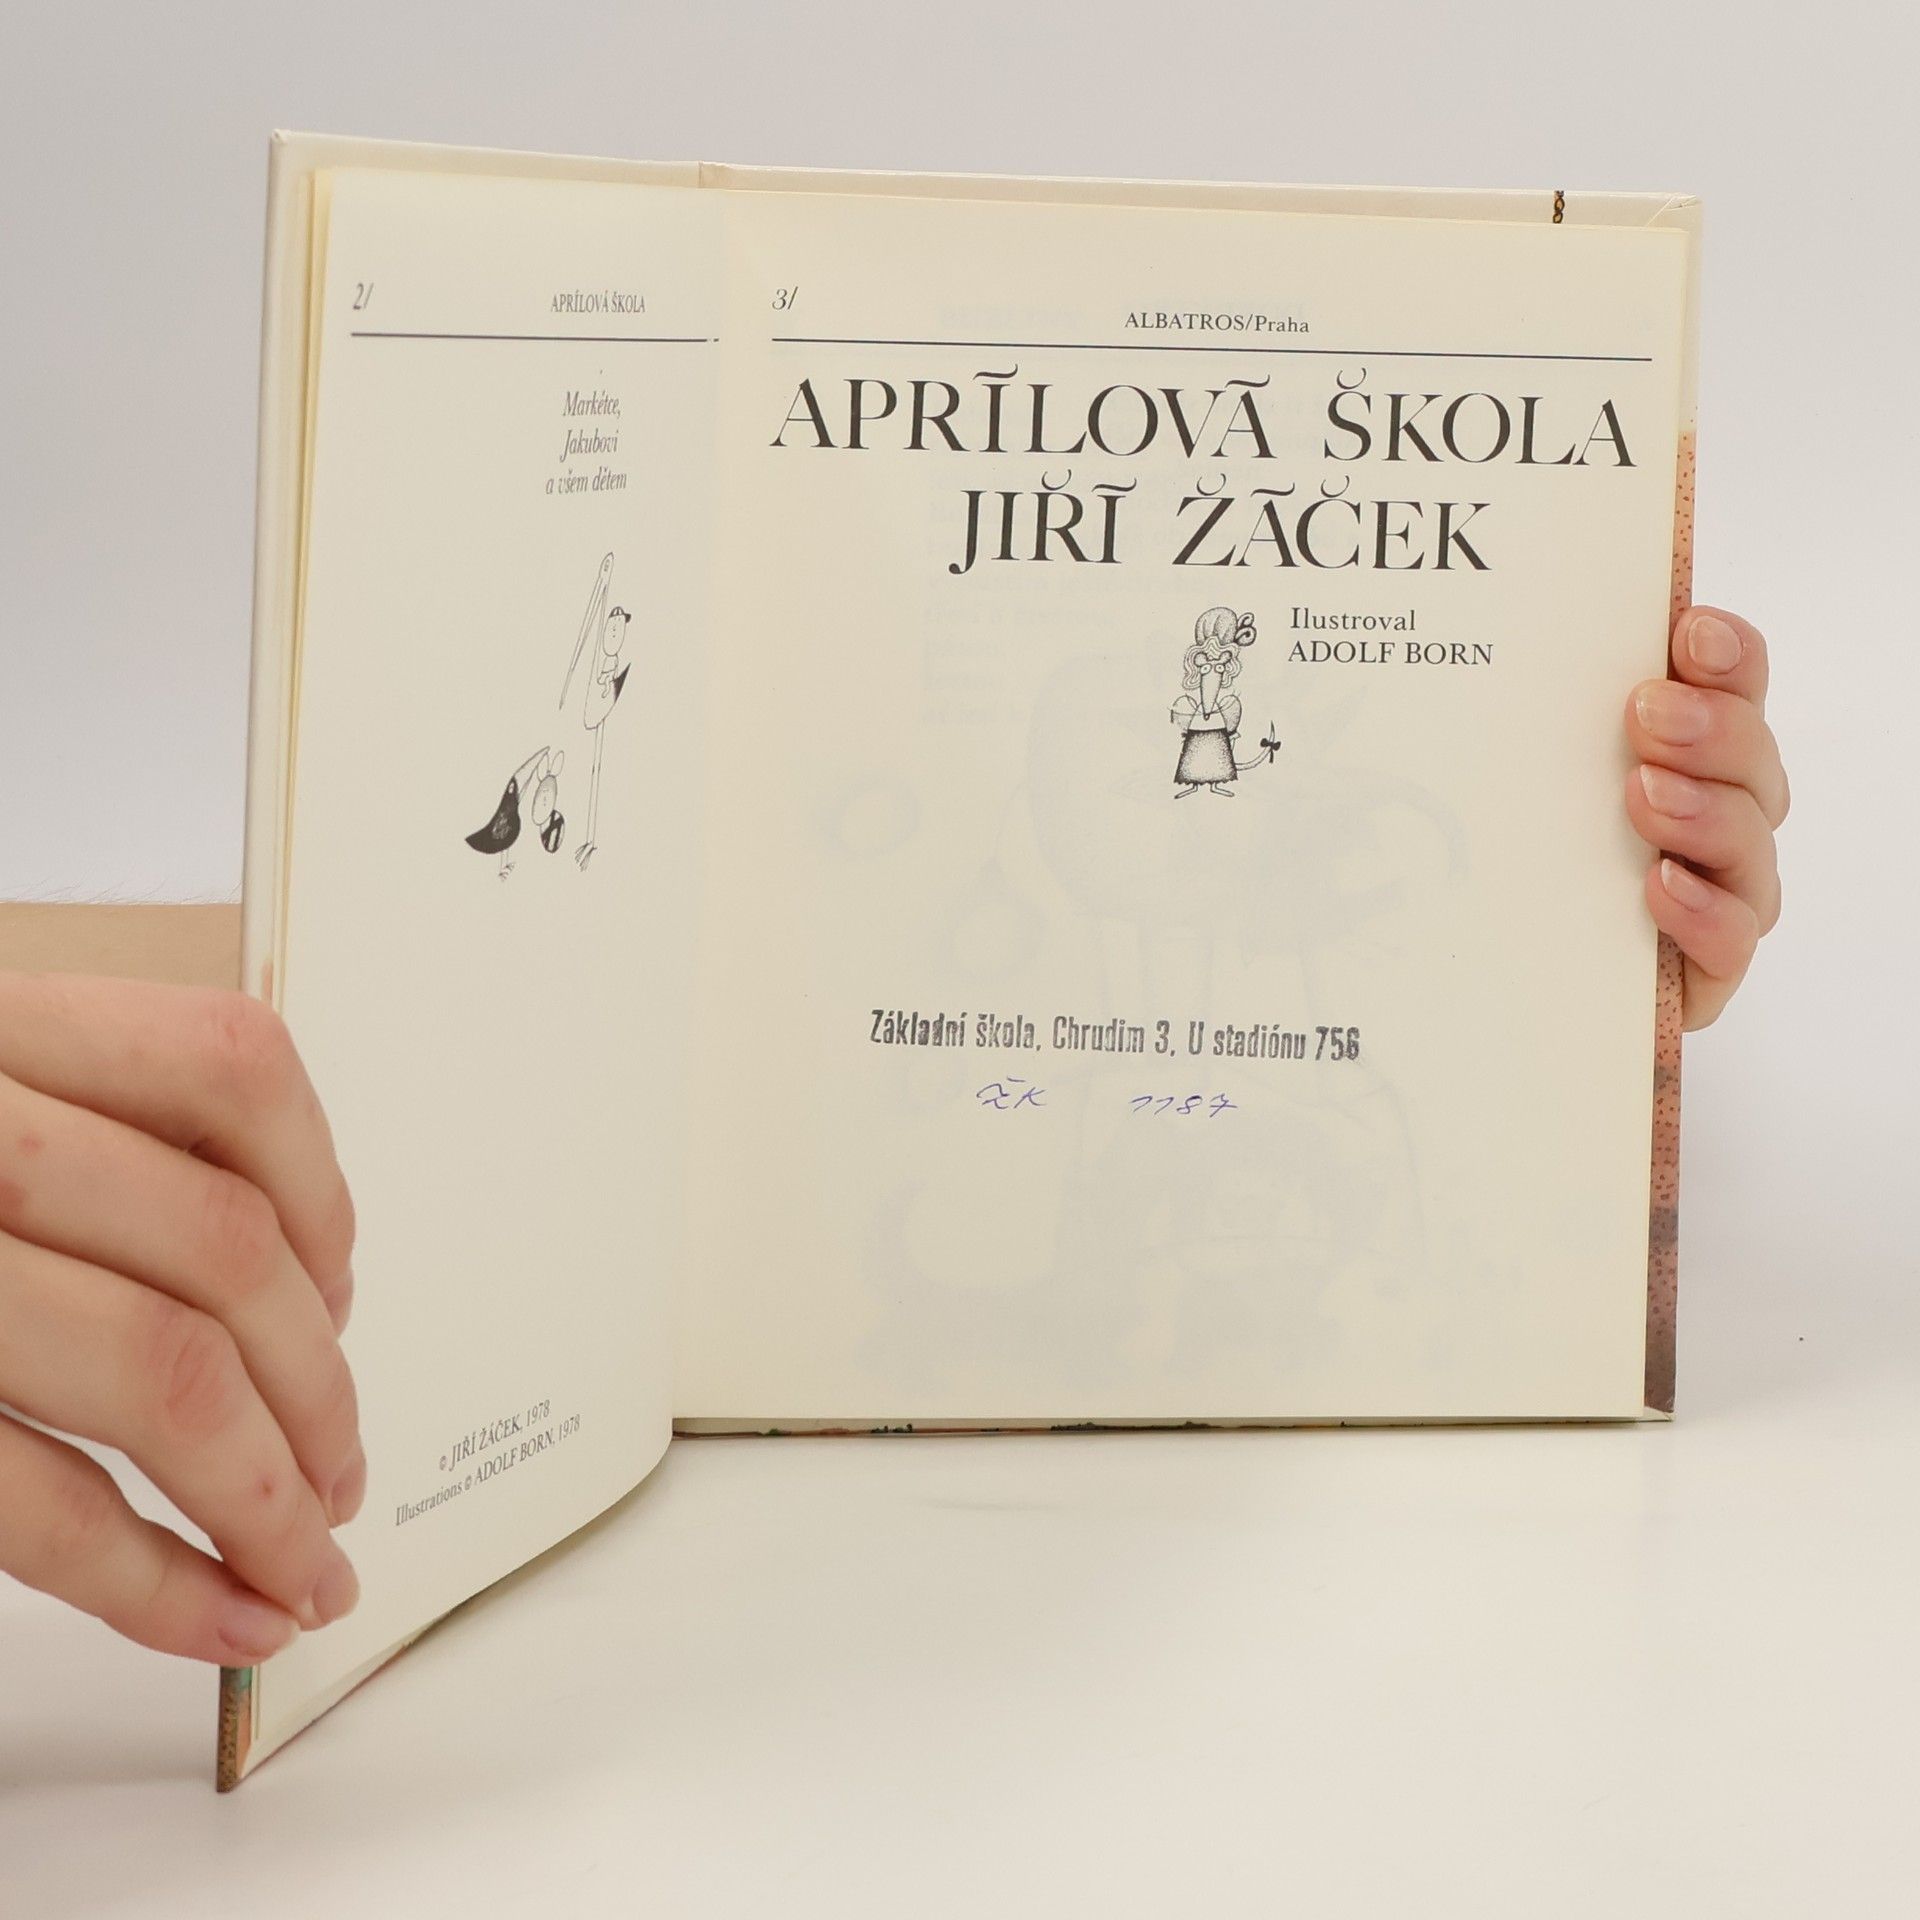 2/
APRÍLOVÁ ŠKOLA
Markétce,
Jakubovi
a všem dětem
© JIŘÍ ŽÁČEK, 1978
Illustrations © ADOLF BORN, 1978
3/
ALBATROS/Praha
APRÍLOVÁ ŠKOLA
JIŘÍ ŽÁČEK
Ilustroval
ADOLF BORN
Základní škola, Chrudim 3, U stadiónu 756
ŽK 1187